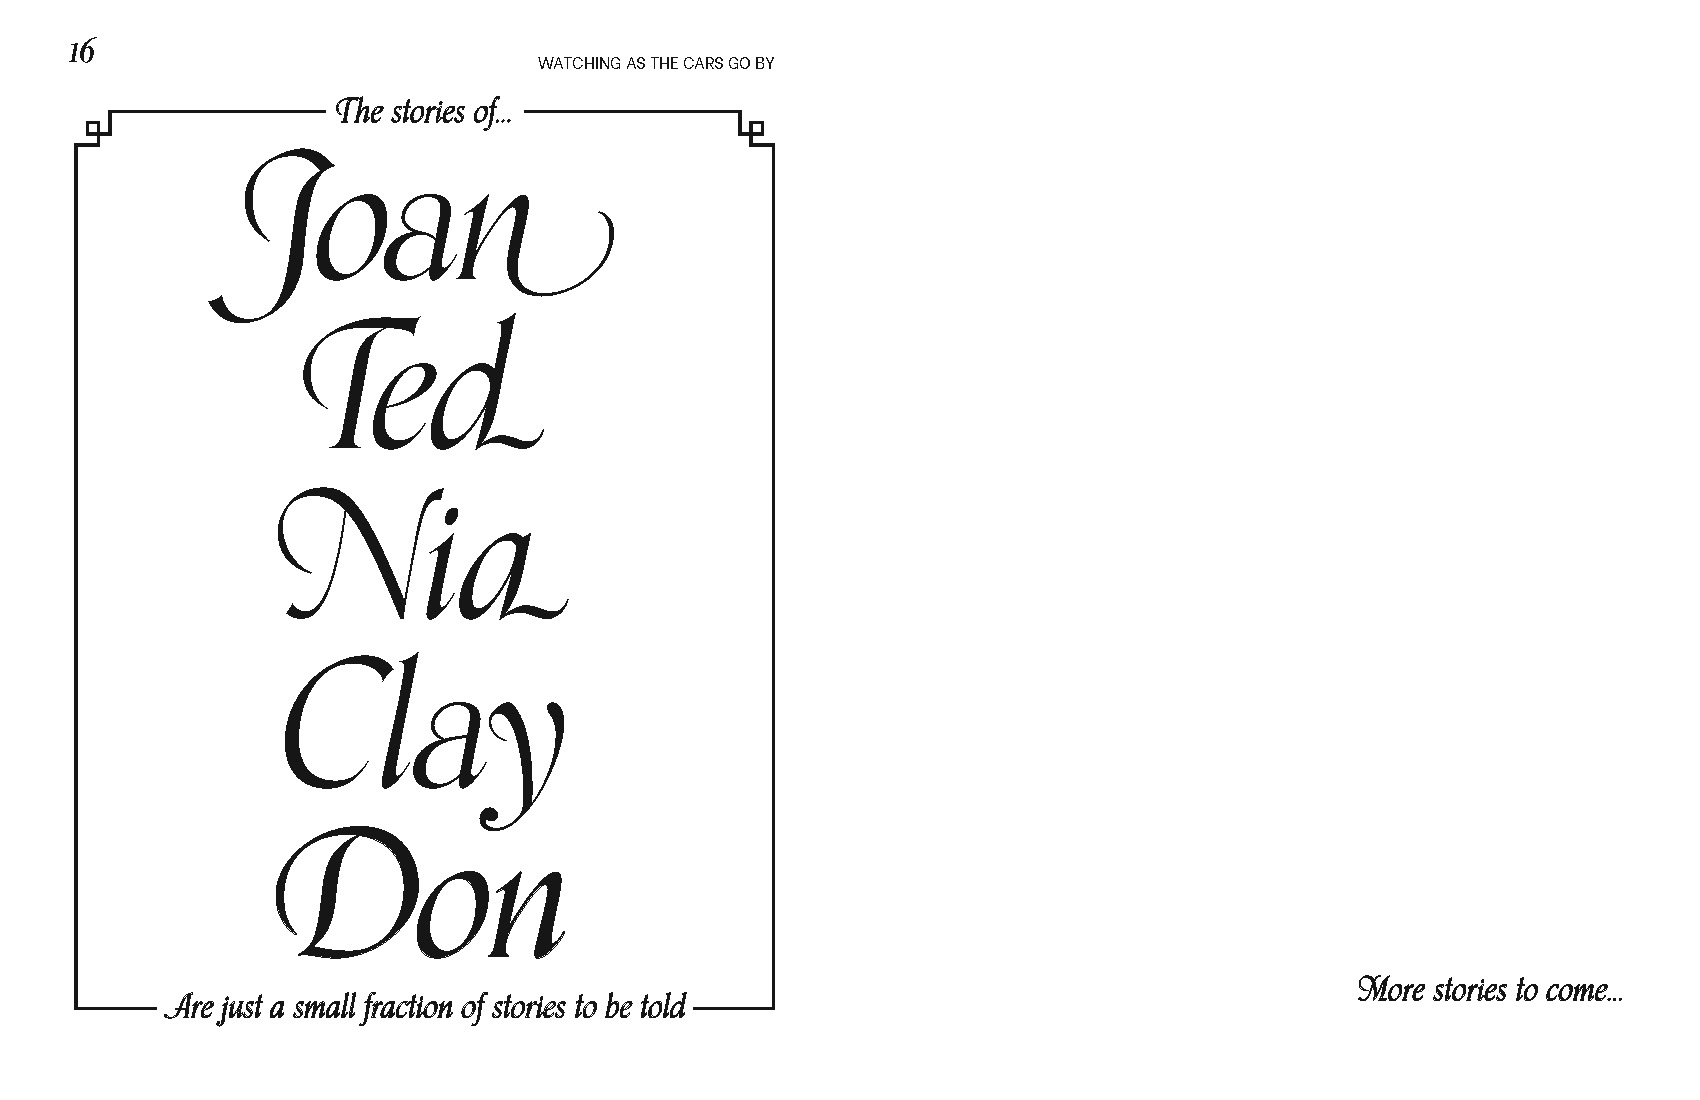 16
WATCHING AS THE CARS GO BY
The stories of...
Joan
Ted
Nia
Clay
Don
Are just a small fraction of stories to be told
More stories to come...